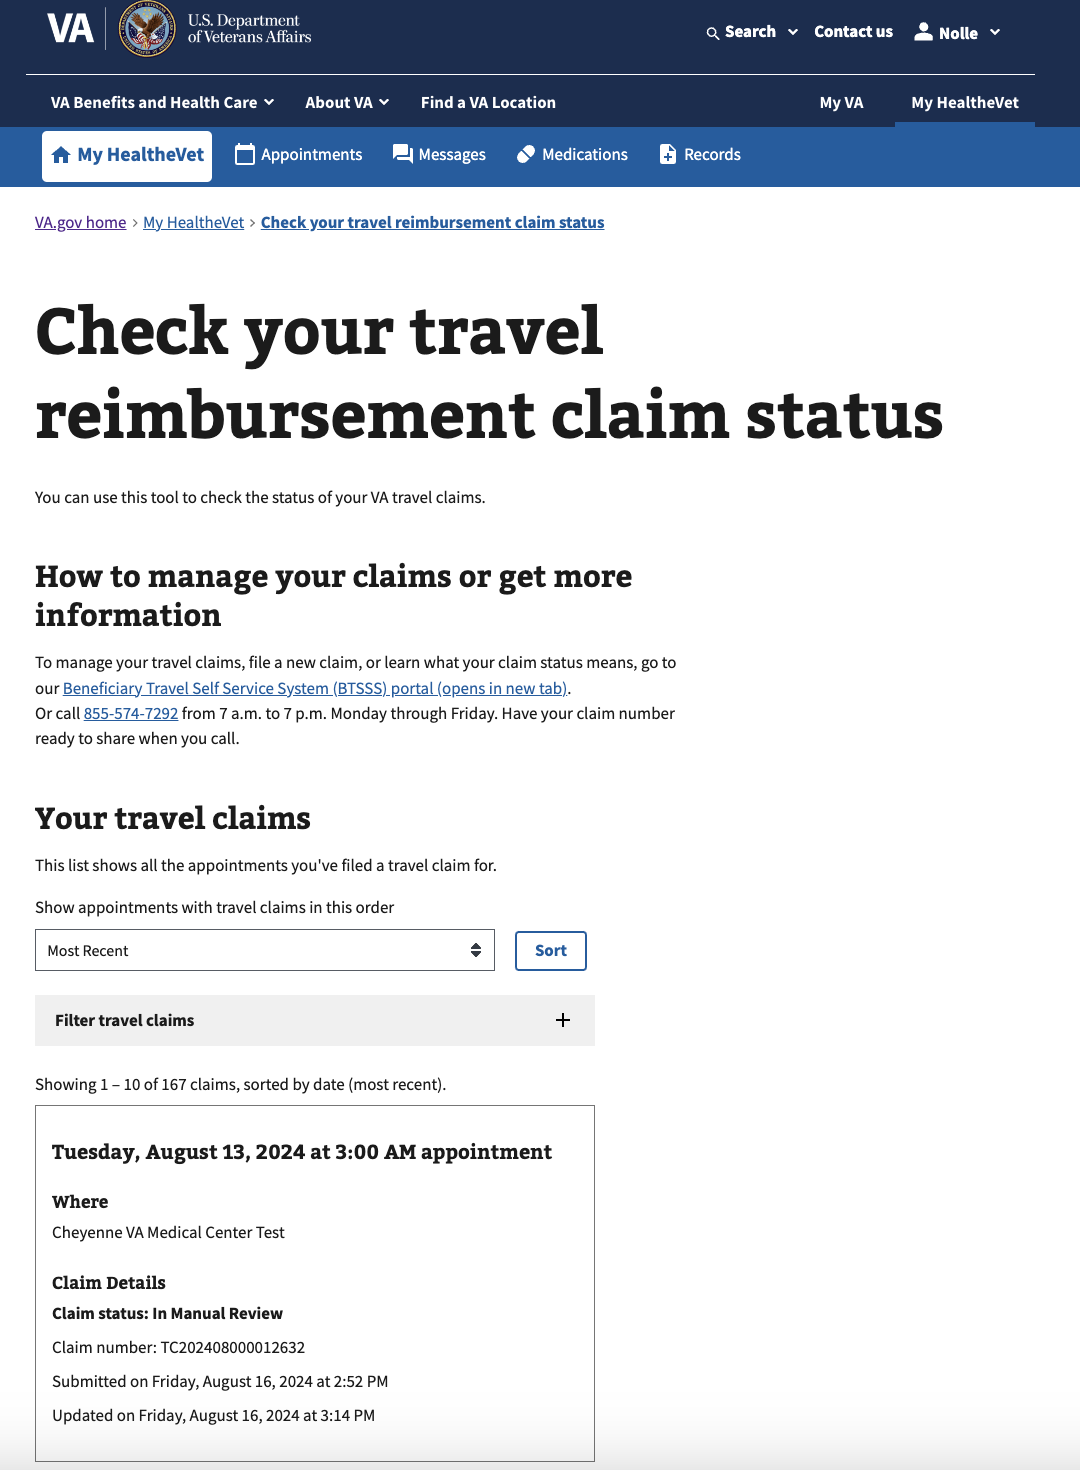 VA
U.S. Department
of Veterans Affairs
Search
Contact us
Nolle
VA Benefits and Health Care
About VA
Find a VA Location
My VA
My HealtheVet
My HealtheVet
Appointments
Messages
Medications
Records
VA.gov home › My HealtheVet › Check your travel reimbursement claim status
Check your travel
reimbursement claim status
You can use this tool to check the status of your VA travel claims.
How to manage your claims or get more
information
To manage your travel claims, file a new claim, or learn what your claim status means, go to
our Beneficiary Travel Self Service System (BTSSS) portal (opens in new tab).
Or call 855-574-7292 from 7 a.m. to 7 p.m. Monday through Friday. Have your claim number
ready to share when you call.
Your travel claims
This list shows all the appointments you've filed a travel claim for.
Show appointments with travel claims in this order
Most Recent
Sort
Filter travel claims
Showing 1 – 10 of 167 claims, sorted by date (most recent).
Tuesday, August 13, 2024 at 3:00 AM appointment
Where
Cheyenne VA Medical Center Test
Claim Details
Claim status: In Manual Review
Claim number: TC202408000012632
Submitted on Friday, August 16, 2024 at 2:52 PM
Updated on Friday, August 16, 2024 at 3:14 PM